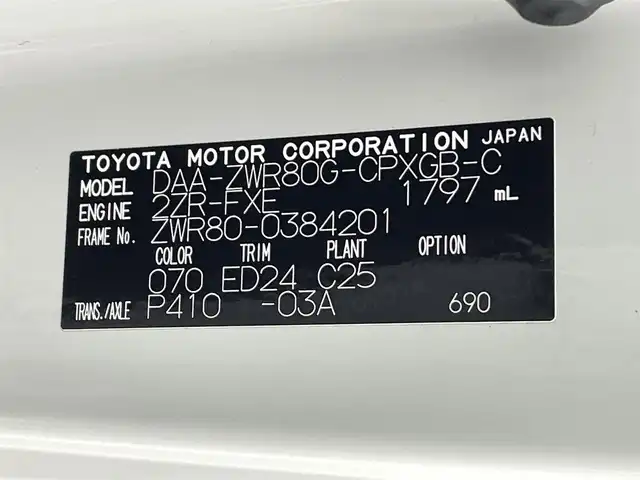 TOYOTA MOTOR CORPORATION JAPAN
MODEL DAA-ZWR80G-CPXGB-C
ENGINE 2ZR-FXE 1797 mL
FRAME No. ZWR80-0384201
COLOR TRIM PLANT OPTION
070 ED24 C25
TRANS./AXLE P410 -03A 690